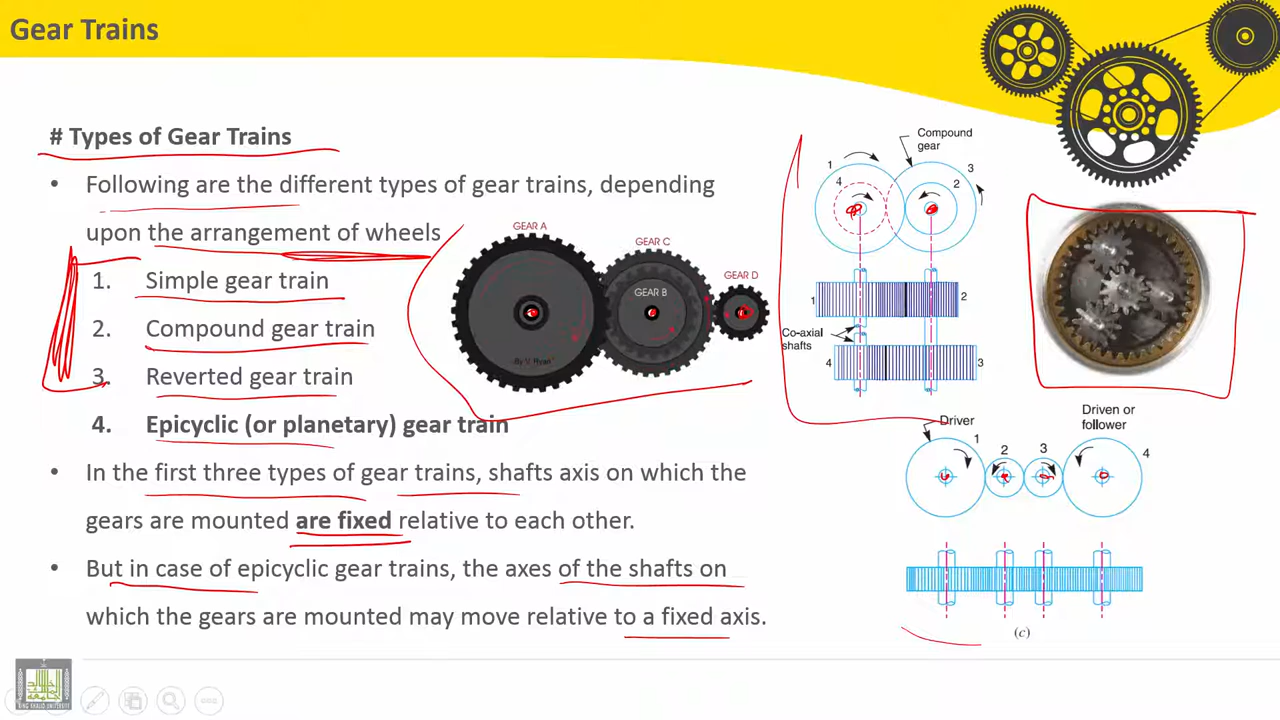 Gear Trains
# Types of Gear Trains
• Following are the different types of gear trains, depending
upon the arrangement of wheels
1. Simple gear train
2. Compound gear train
3. Reverted gear train
4. Epicyclic (or planetary) gear train
• In the first three types of gear trains, shafts axis on which the
gears are mounted are fixed relative to each other.
• But in case of epicyclic gear trains, the axes of the shafts on
which the gears are mounted may move relative to a fixed axis.
GEAR A
GEAR C
GEAR B
GEAR D
By V. Ryan
Compound
gear
1
3
4
2
1
2
Co-axial
shafts
4
3
Driver
Driven or
follower
1
2
3
4
(c)